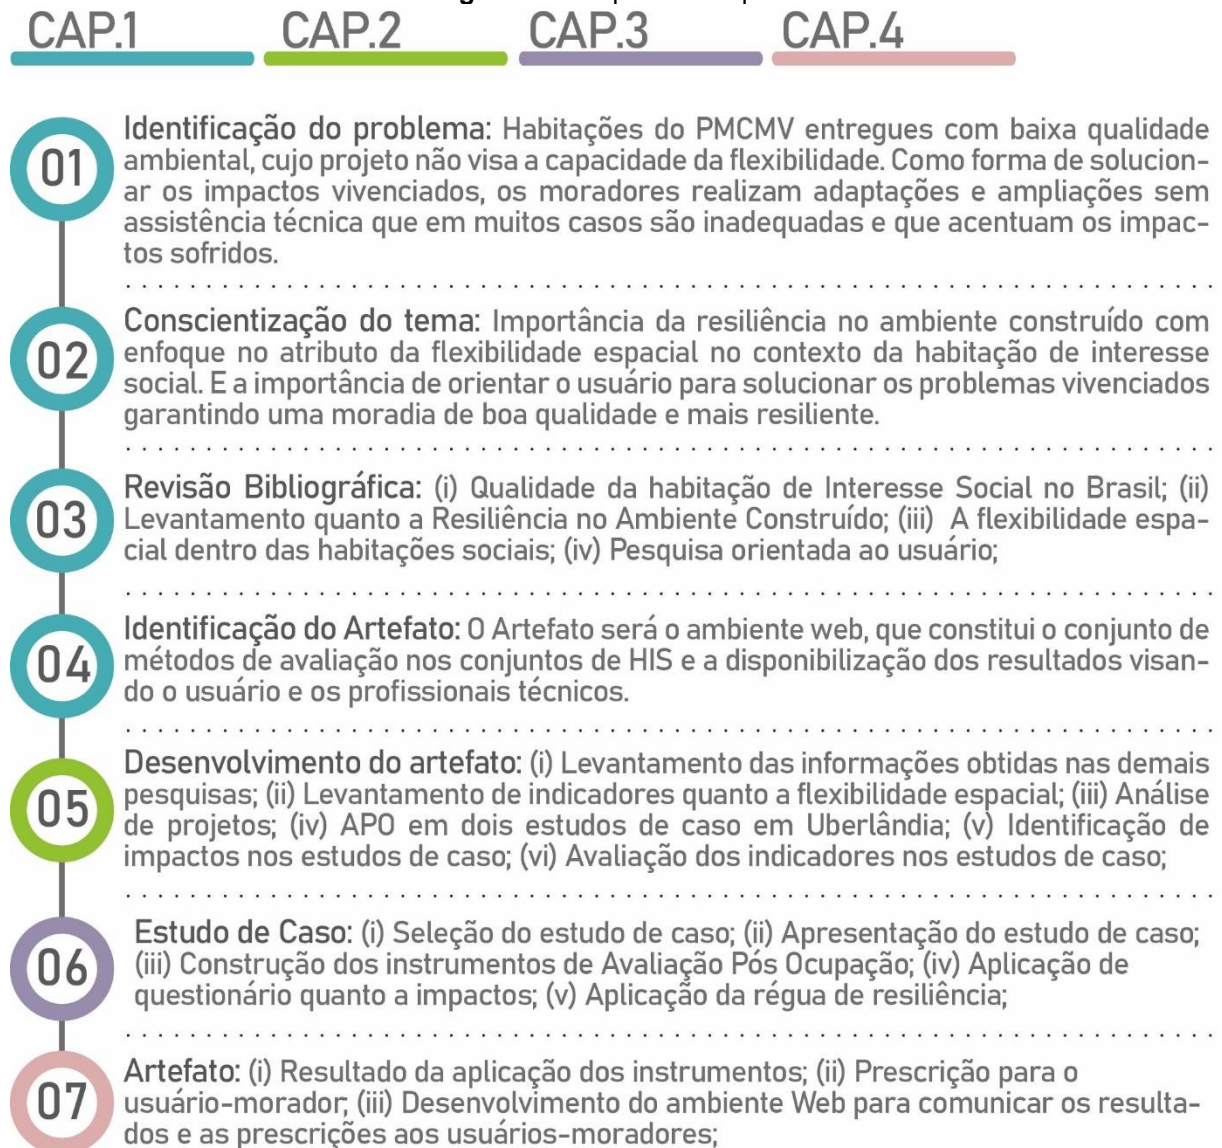 CAP.1 CAP.2 CAP.3 CAP.4
01
Identificação do problema: Habitações do PMCMV entregues com baixa qualidade
ambiental, cujo projeto não visa a capacidade da flexibilidade. Como forma de solucion-
ar os impactos vivenciados, os moradores realizam adaptações e ampliações sem
assistência técnica que em muitos casos são inadequadas e que acentuam os impac-
tos sofridos.
02
Conscientização do tema: Importância da resiliência no ambiente construído com
enfoque no atributo da flexibilidade espacial no contexto da habitação de interesse
social. E a importância de orientar o usuário para solucionar os problemas vivenciados
garantindo uma moradia de boa qualidade e mais resiliente.
03
Revisão Bibliográfica: (i) Qualidade da habitação de Interesse Social no Brasil; (ii)
Levantamento quanto a Resiliência no Ambiente Construído; (iii) A flexibilidade espa-
cial dentro das habitações sociais; (iv) Pesquisa orientada ao usuário;
04
Identificação do Artefato: O Artefato será o ambiente web, que constitui o conjunto de
métodos de avaliação nos conjuntos de HIS e a disponibilização dos resultados visan-
do o usuário e os profissionais técnicos.
05
Desenvolvimento do artefato: (i) Levantamento das informações obtidas nas demais
pesquisas; (ii) Levantamento de indicadores quanto a flexibilidade espacial; (iii) Análise
de projetos; (iv) APO em dois estudos de caso em Uberlândia; (v) Identificação de
impactos nos estudos de caso; (vi) Avaliação dos indicadores nos estudos de caso;
06
Estudo de Caso: (i) Seleção do estudo de caso; (ii) Apresentação do estudo de caso;
(iii) Construção dos instrumentos de Avaliação Pós Ocupação; (iv) Aplicação de
questionário quanto a impactos; (v) Aplicação da régua de resiliência;
07
Artefato: (i) Resultado da aplicação dos instrumentos; (ii) Prescrição para o
usuário-morador; (iii) Desenvolvimento do ambiente Web para comunicar os resulta-
dos e as prescrições aos usuários-moradores;